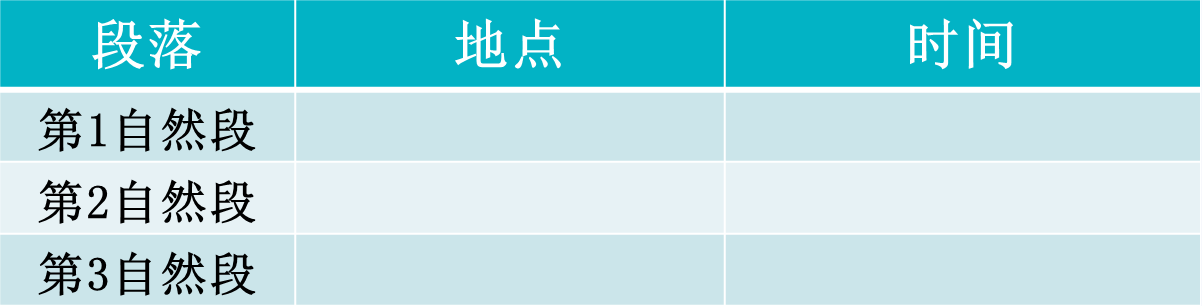 段落 地点 时间
第1自然段
第2自然段
第3自然段